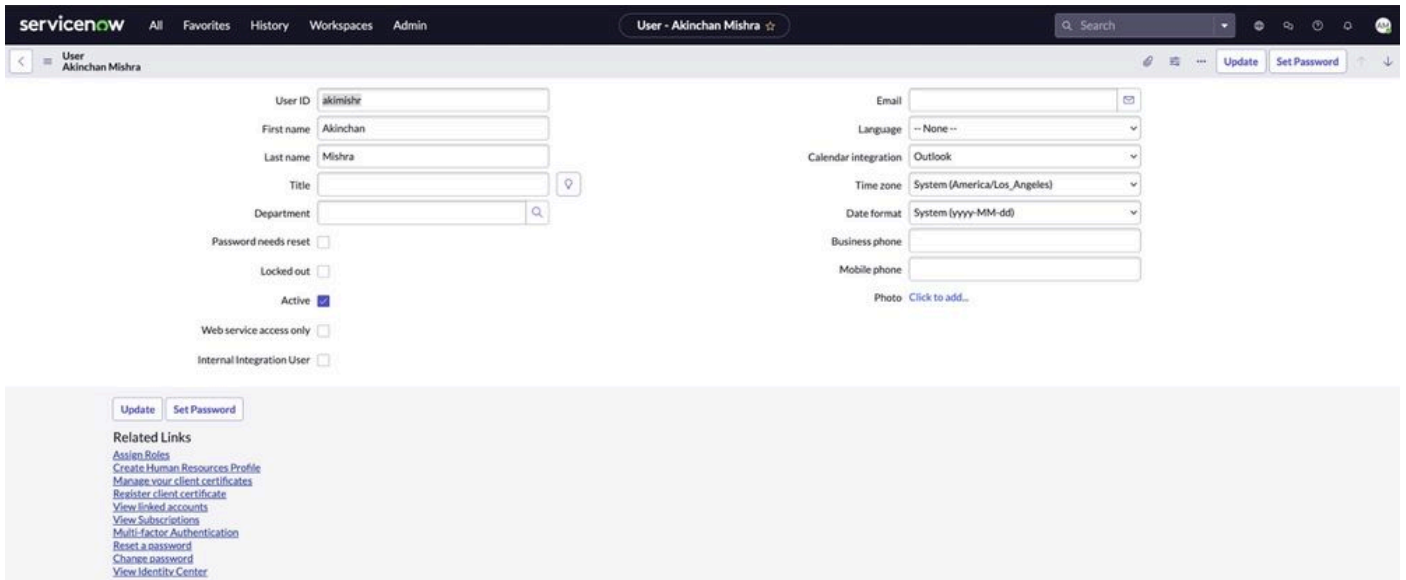 servicenow All Favorites History Workspaces Admin User - Akinchan Mishra Search AM
User
Akinchan Mishra
Update Set Password
User ID akimishr
First name Akinchan
Last name Mishra
Title
Department
Password needs reset
Locked out
Active
Web service access only
Internal Integration User
Email
Language -- None --
Calendar integration Outlook
Time zone System (America/Los_Angeles)
Date format System (yyyy-MM-dd)
Business phone
Mobile phone
Photo Click to add...
Update Set Password
Related Links
Assign Roles
Create Human Resources Profile
Manage your client certificates
Register client certificate
View linked accounts
View Subscriptions
Multi-factor Authentication
Reset a password
Change password
View Identity Center